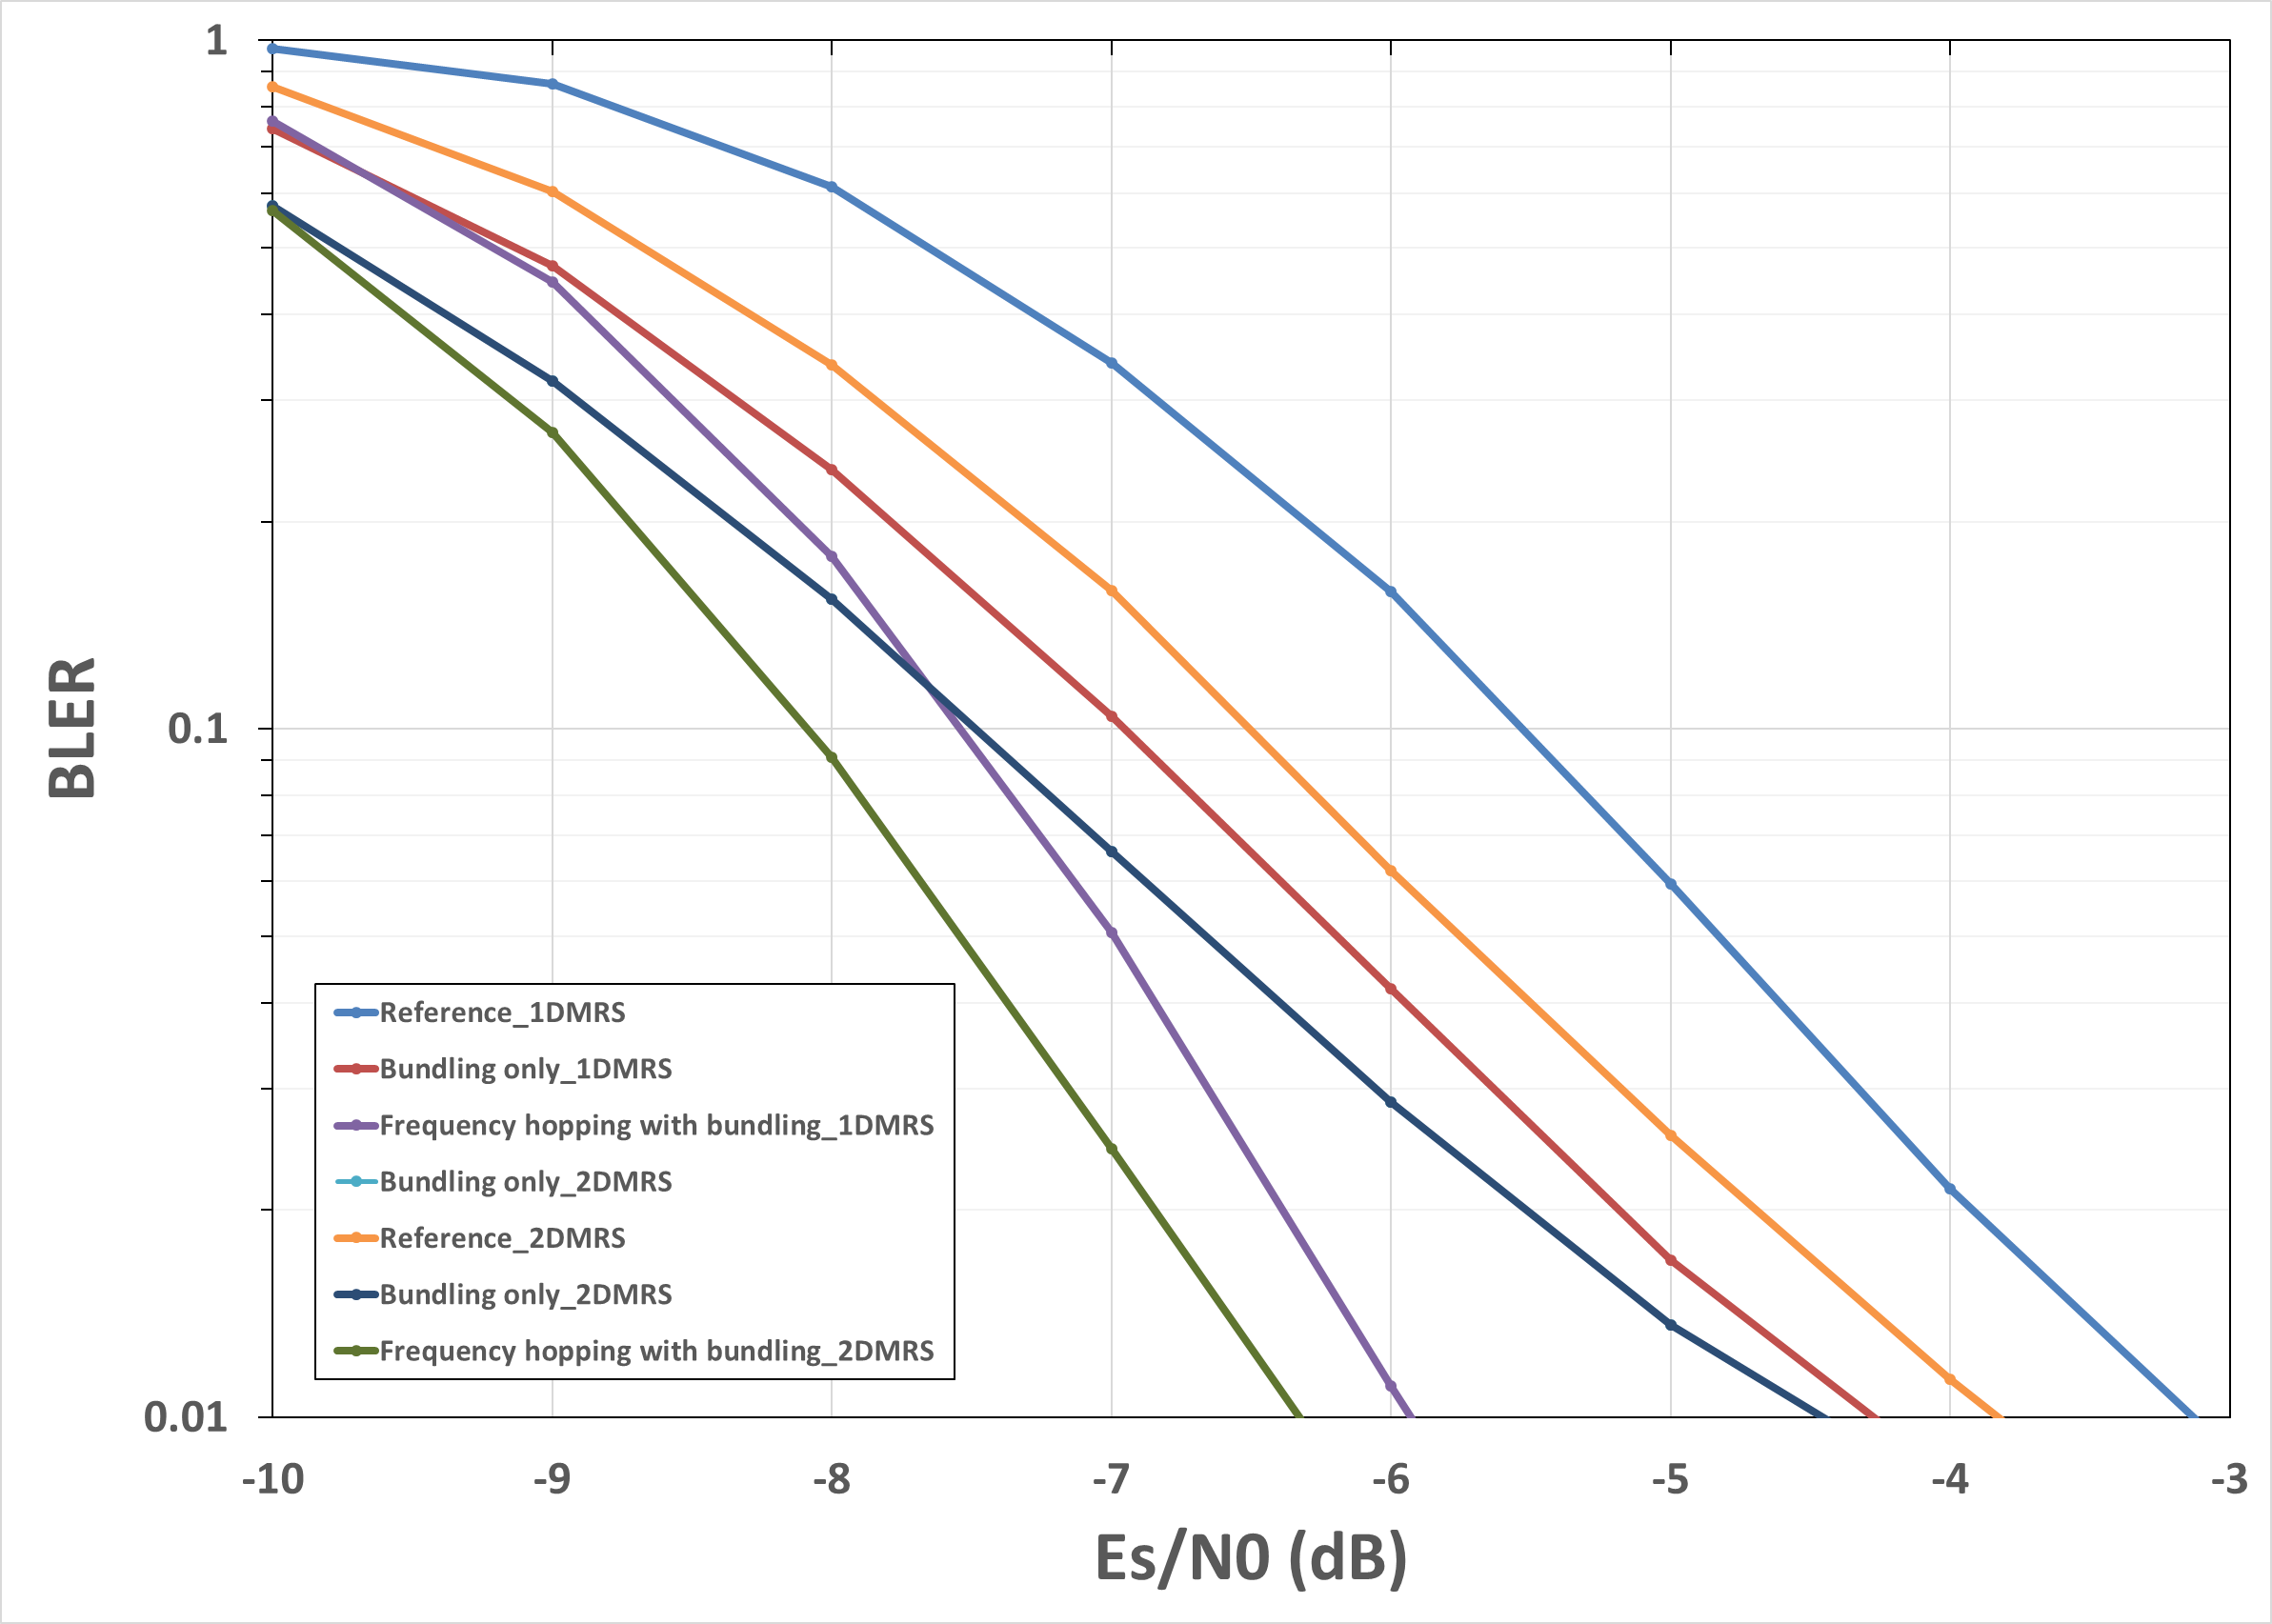 1
0.1
0.01
BLER
Reference_1DMRS
Bundling only_1DMRS
Frequency hopping with bundling_1DMRS
Bundling only_2DMRS
Reference_2DMRS
Bundling only_2DMRS
Frequency hopping with bundling_2DMRS
-10 -9 -8 -7 -6 -5 -4 -3
Es/N0 (dB)